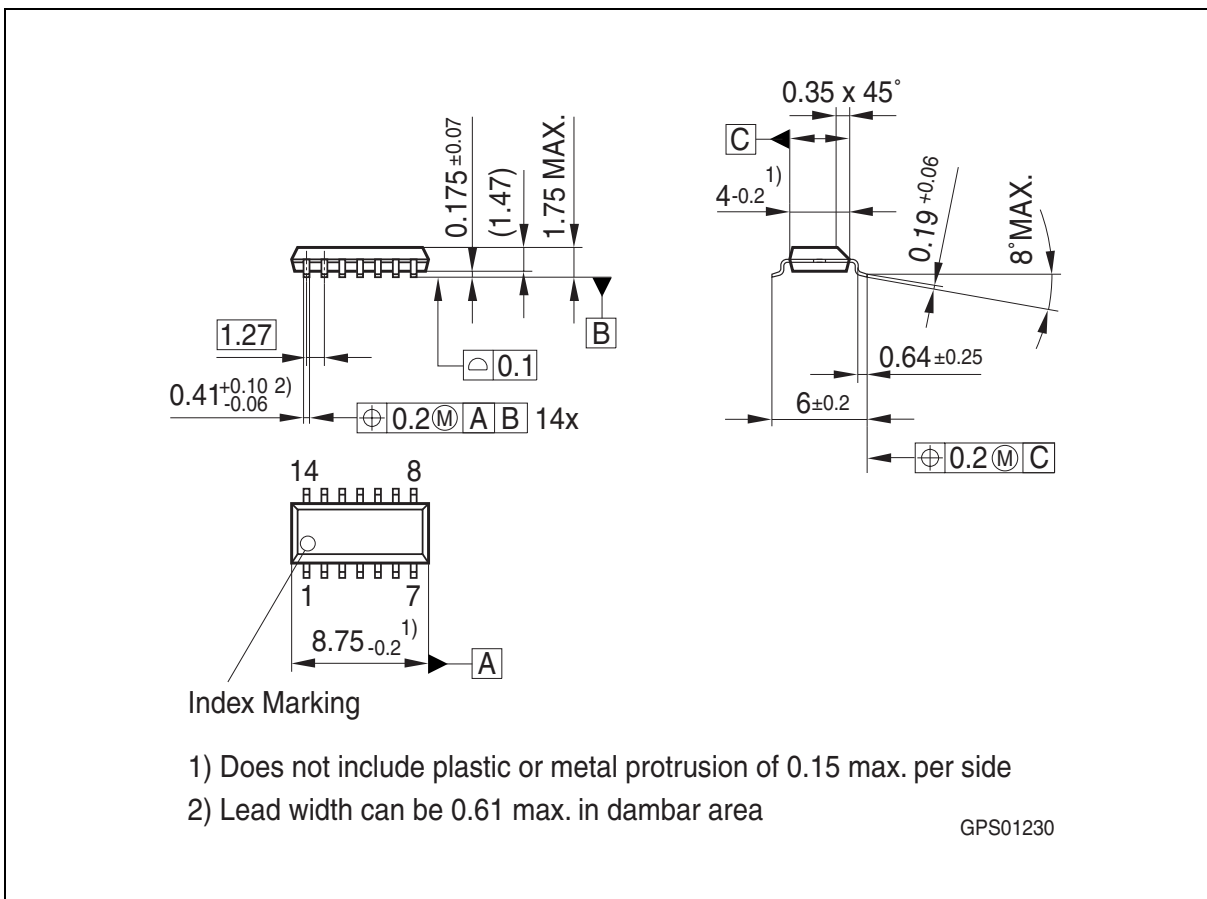 0.175 ±0.07
(1.47)
1.75 MAX.
B
1.27
0.1
0.41 +0.10 -0.06 2)
0.2 Ⓜ A B 14x
0.35 x 45˚
C
4-0.2 1)
0.19 +0.06
8˚ MAX.
0.64 ±0.25
6±0.2
0.2 Ⓜ C
14 8
1 7
8.75 -0.2 1)
A
Index Marking
1) Does not include plastic or metal protrusion of 0.15 max. per side
2) Lead width can be 0.61 max. in dambar area
GPS01230